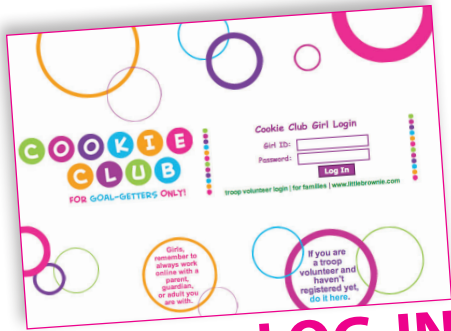 COOKIE
CLUB
FOR GOAL-GETTERS ONLY!
Cookie Club Girl Login
Girl ID:
Password:
Log In
troop volunteer login | for families | www.littlebrownie.com
Girls,
remember to
always work
online with a
parent,
guardian,
or adult you
are with.
If you are
a troop
volunteer and
haven't
registered yet,
do it here.
LOG IN